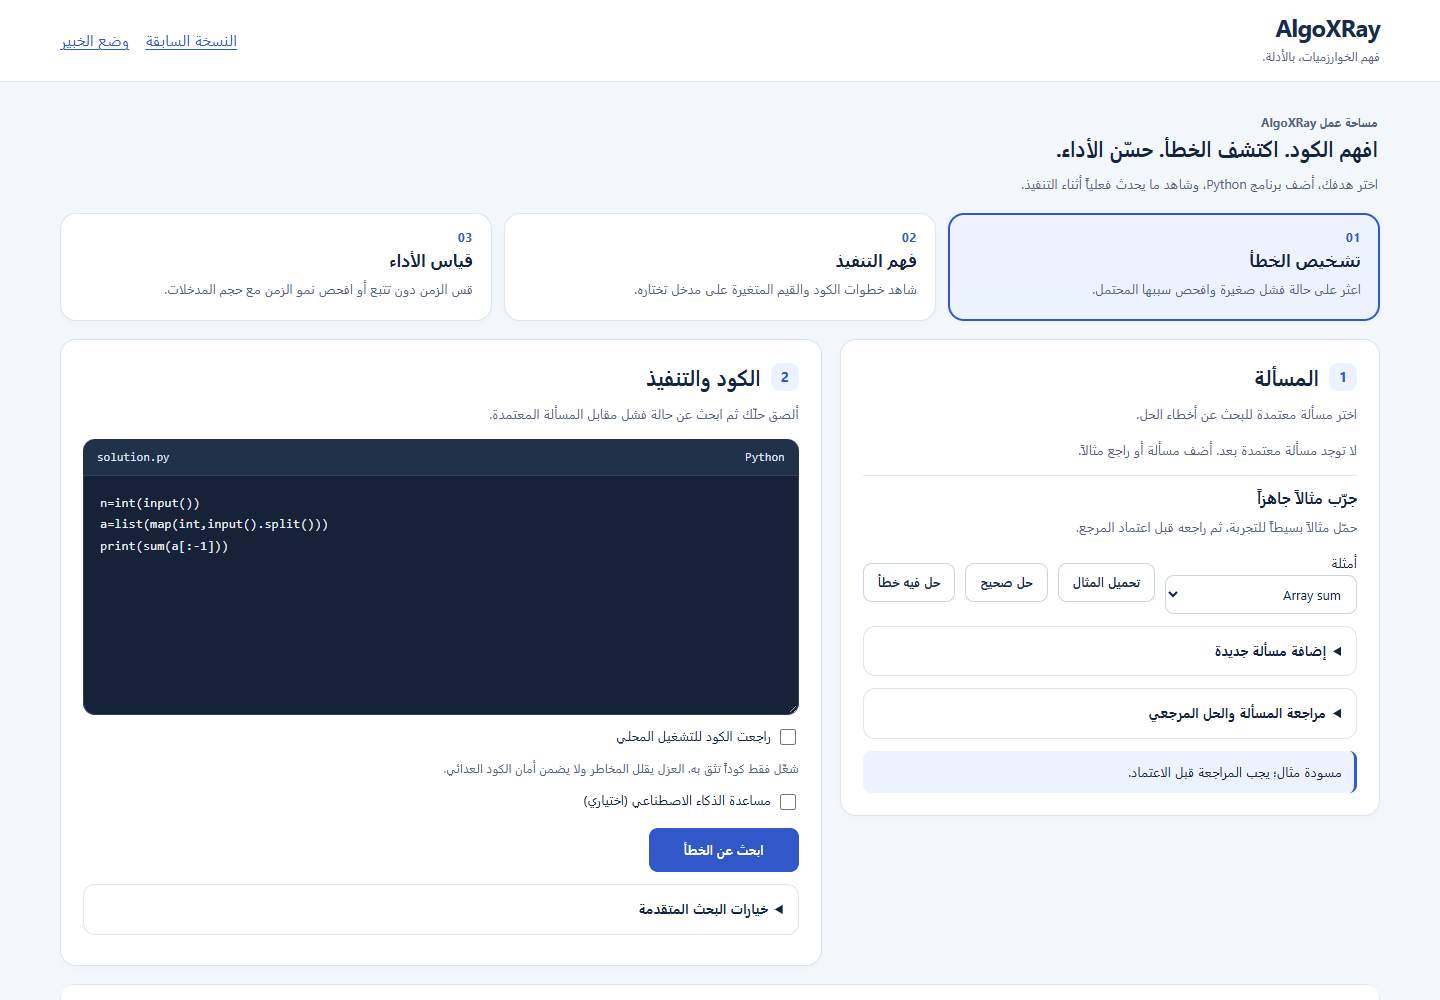 AlgoXRay
فهم الخوارزميات، بالأدلة.
النسخة السابقة
وضع الخبير
مساحة عمل AlgoXRay
افهم الكود. اكتشف الخطأ. حسّن الأداء.
اختر هدفك، أضف برنامج Python، وشاهد ما يحدث فعلياً أثناء التنفيذ.
01
تشخيص الخطأ
اعثر على حالة فشل صغيرة وافحص سببها المحتمل.
02
فهم التنفيذ
شاهد خطوات الكود والقيم المتغيرة على مدخل تختاره.
03
قياس الأداء
قس الزمن دون تتبع أو افحص نمو الزمن مع حجم المدخلات.
1
المسألة
اختر مسألة معتمدة للبحث عن أخطاء الحل.
لا توجد مسألة معتمدة بعد. أضف مسألة أو راجع مثالاً.
جرّب مثالاً جاهزاً
حمّل مثالاً بسيطاً للتجربة، ثم راجعه قبل اعتماد المرجع.
أمثلة
Array sum
تحميل المثال
حل صحيح
حل فيه خطأ
إضافة مسألة جديدة
مراجعة المسألة والحل المرجعي
مسودة مثال؛ يجب المراجعة قبل الاعتماد.
2
الكود والتنفيذ
ألصق حلّك ثم ابحث عن حالة فشل مقابل المسألة المعتمدة.
solution.py
Python
n=int(input())
a=list(map(int,input().split()))
print(sum(a[:-1]))
راجعت الكود للتشغيل المحلي
شغّل فقط كوداً تثق به. العزل يقلل المخاطر ولا يضمن أمان الكود العدائي.
مساعدة الذكاء الاصطناعي (اختياري)
ابحث عن الخطأ
خيارات البحث المتقدمة